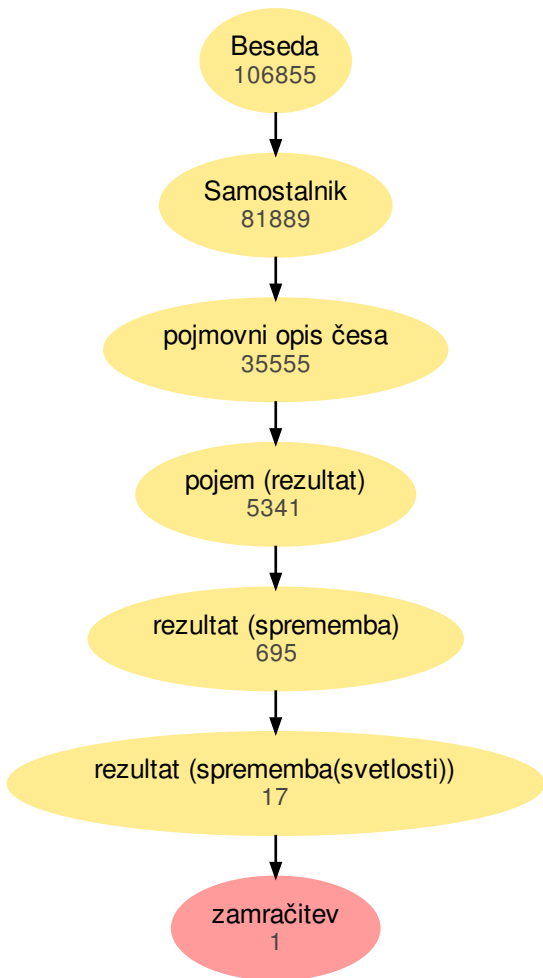 Beseda
106855
Samostalnik
81889
pojmovni opis česa
35555
pojem (rezultat)
5341
rezultat (sprememba)
695
rezultat (sprememba(svetlosti))
17
zamračitev
1